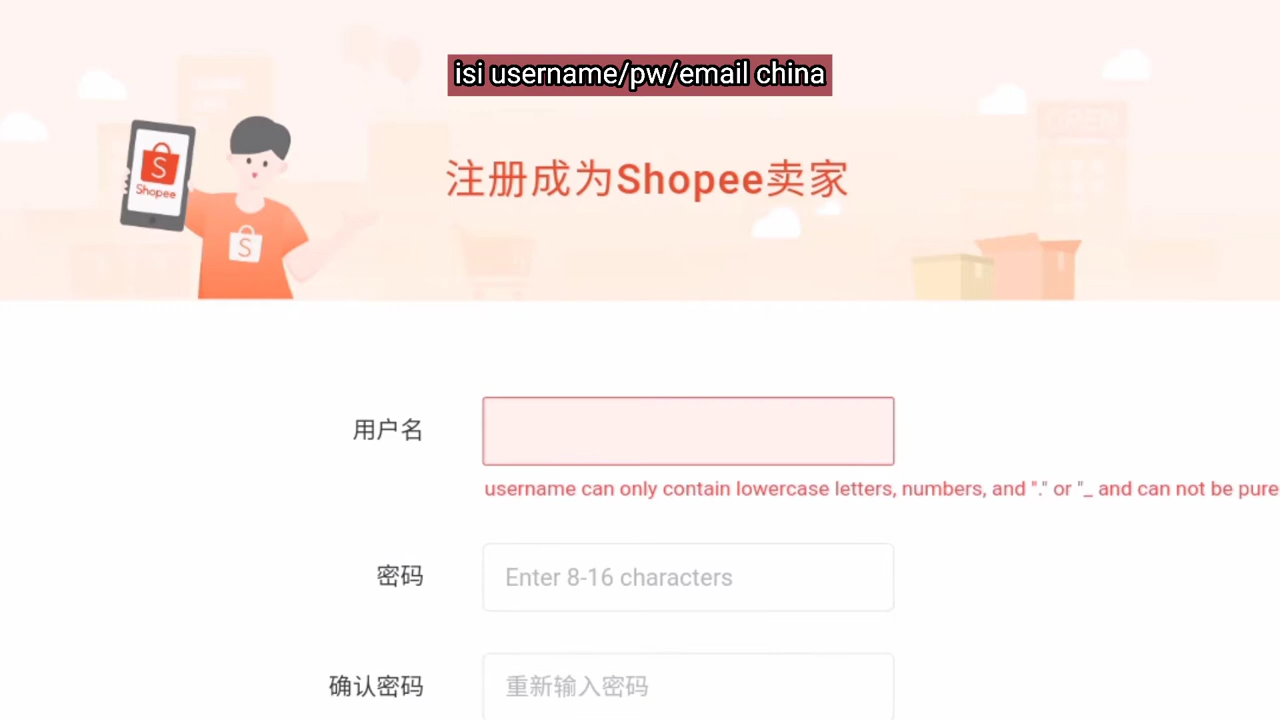 isi username/pw/email china
注册成为Shopee卖家
S
Shopee
S
OPEN
用户名
username can only contain lowercase letters, numbers, and "." or "_ and can not be pure
密码
Enter 8-16 characters
确认密码
重新输入密码